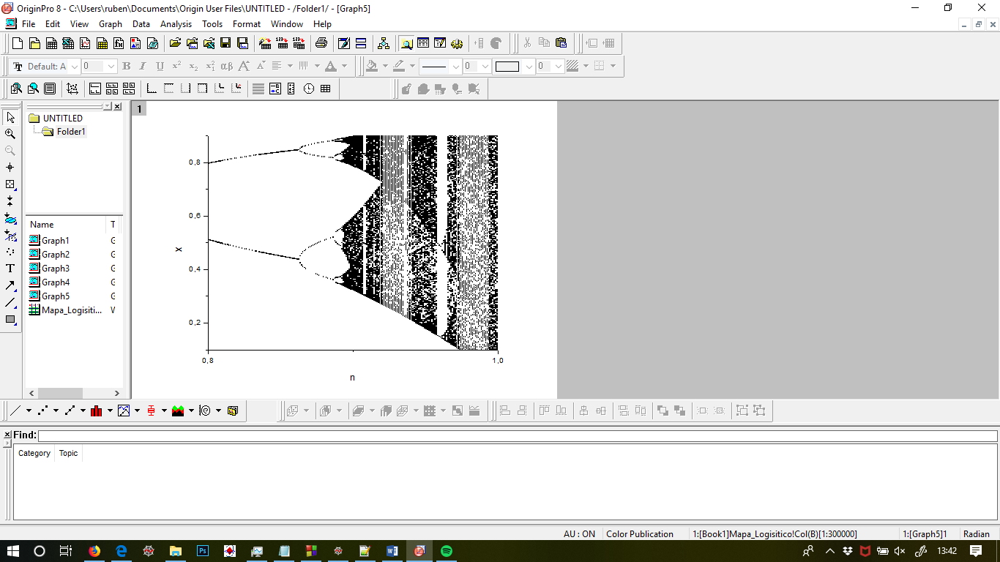 OriginPro 8 - C:\Users\ruben\Documents\Origin User Files\UNTITLED - /Folder1/ - [Graph5]
File Edit View Graph Data Analysis Tools Format Window Help
Default: A 0 B I U x² x₂ αβ A A A 0 0
1
UNTITLED
Folder1
Name T
Graph1 G
Graph2 G
Graph3 G
Graph4 G
Graph5 G
Mapa_Logisiti... W
T
0,8
0,6
x
0,4
0,2
0,8 1,0
n
Find:
Category Topic
AU : ON Color Publication 1:[Book1]Mapa_Logisitico!Col(B)[1:300000] 1:[Graph5]1 Radian
13:42